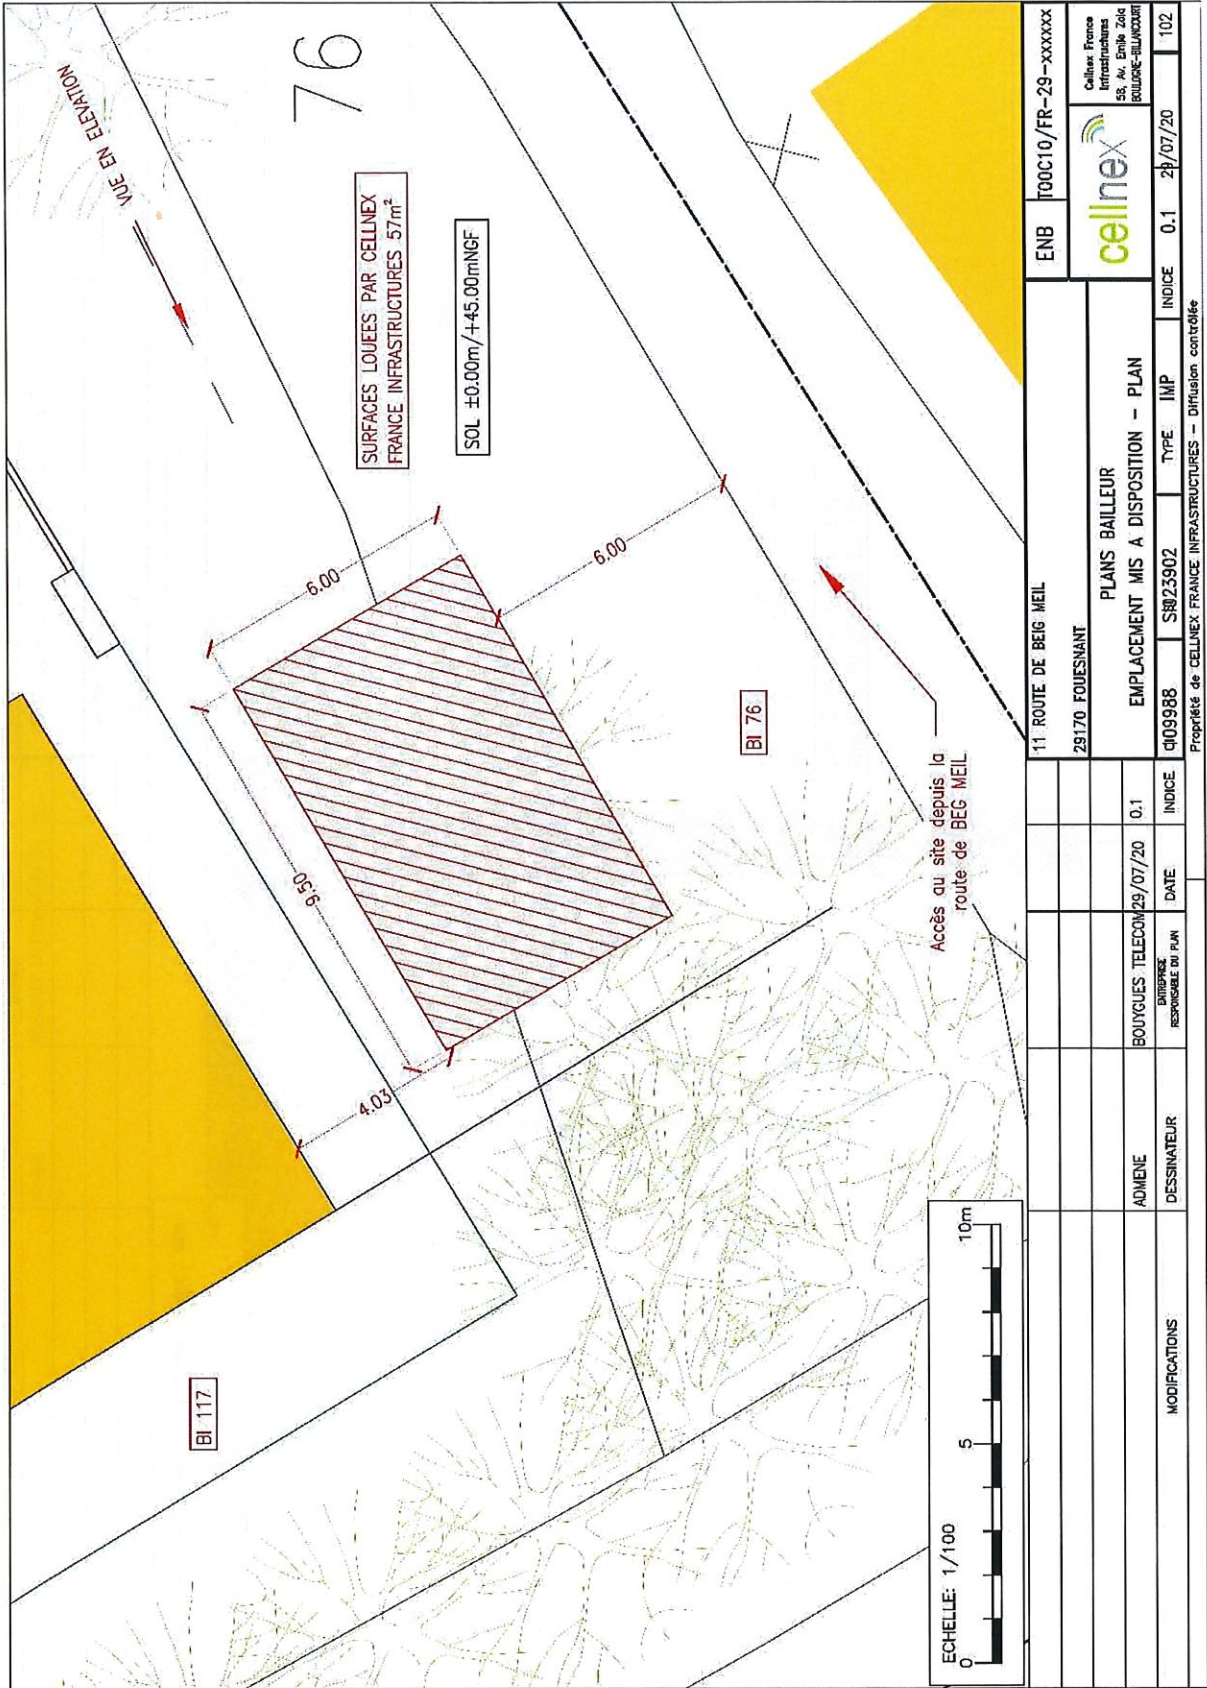 VUE EN ELEVATION
76
SURFACES LOUEES PAR CELLNEX
FRANCE INFRASTRUCTURES 57m²
SOL ±0.00m/+45.00mNGF
6.00
9.50
4.03
6.00
BI 117
BI 76
Accès au site depuis la
route de BEG MEIL
ECHELLE: 1/100
0 5 10m
11 ROUTE DE BEIG MEIL
29170 FOUESNANT
ENB T00C10/FR-29-xxxxxx
cellnex
Cellnex France
Infrastructures
58, Av. Emile Zola
BOULOGNE-BILLANCOURT
PLANS BAILLEUR
EMPLACEMENT MIS A DISPOSITION - PLAN
TYPE IMP INDICE 0.1 29/07/20 102
ADMENE BOUYGUES TELECOM 29/07/20 0.1
MODIFICATIONS DESSINATEUR ENTREPRISE
RESPONSABLE DU PLAN DATE INDICE
Propriété de CELLNEX FRANCE INFRASTRUCTURES - Diffusion contrôlée